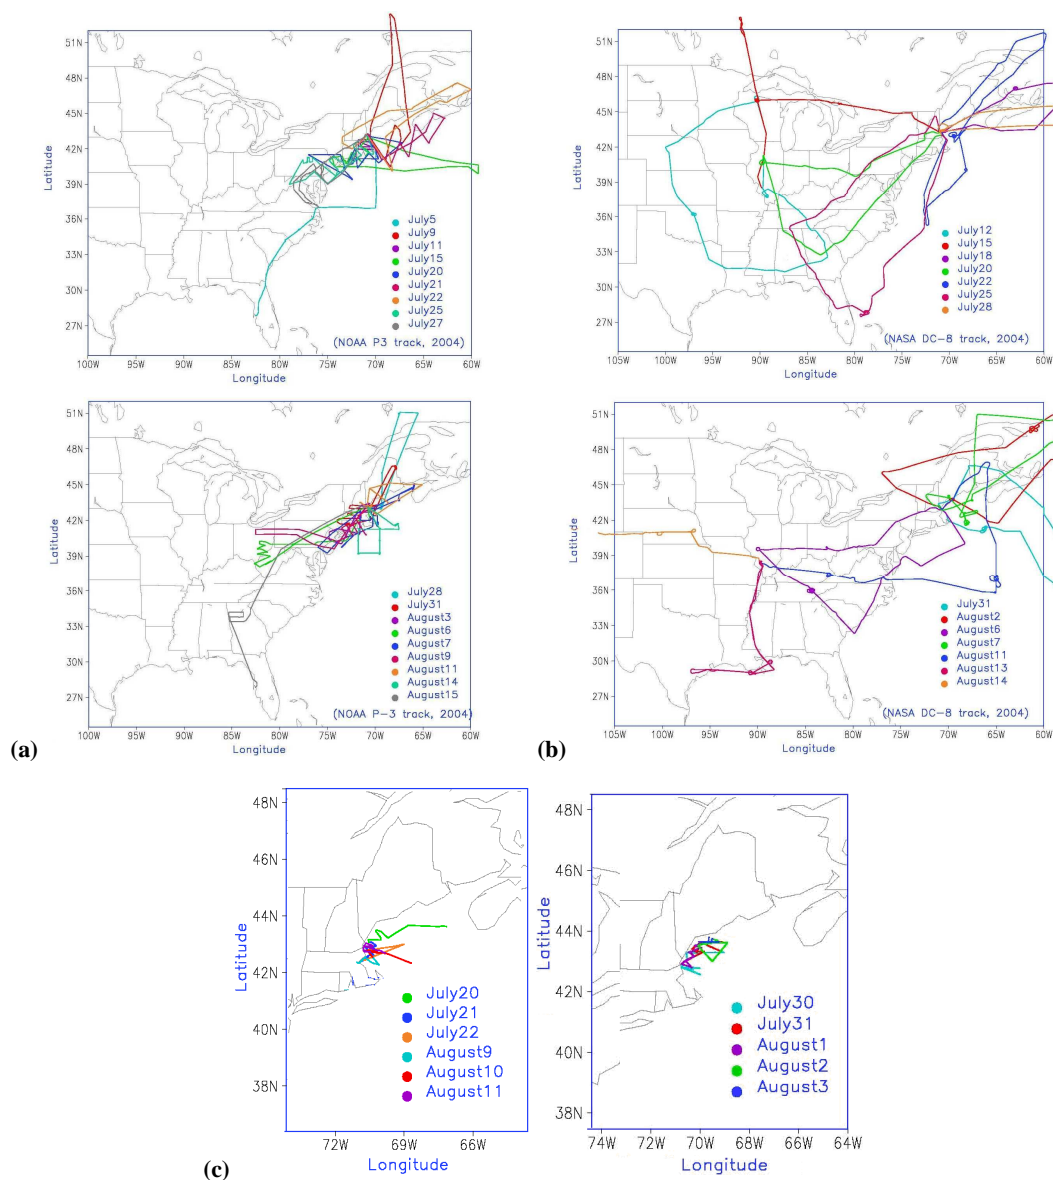 51N
48N
45N
42N
39N
36N
33N
30N
27N
Latitude
July5
July9
July11
July15
July20
July21
July22
July25
July27
(NOAA P3 track, 2004)
100W 95W 90W 85W 80W 75W 70W 65W 60W
Longitude
51N
48N
45N
42N
39N
36N
33N
30N
27N
Latitude
July12
July15
July18
July20
July22
July25
July28
(NASA DC-8 track, 2004)
105W 100W 95W 90W 85W 80W 75W 70W 65W 60W
Longitude
51N
48N
45N
42N
39N
36N
33N
30N
27N
Latitude
July28
July31
August3
August6
August7
August9
August11
August14
August15
(NOAA P-3 track, 2004)
100W 95W 90W 85W 80W 75W 70W 65W 60W
Longitude
(a)
51N
48N
45N
42N
39N
36N
33N
30N
27N
Latitude
July31
August2
August6
August7
August11
August13
August14
(NASA DC-8 track, 2004)
105W 100W 95W 90W 85W 80W 75W 70W 65W 60W
Longitude
(b)
48N
46N
44N
42N
40N
38N
Latitude
July20
July21
July22
August9
August10
August11
72W 69W 66W
Longitude
48N
46N
44N
42N
40N
38N
Latitude
July30
July31
August1
August2
August3
74W 72W 70W 68W 66W 64W
Longitude
(c)